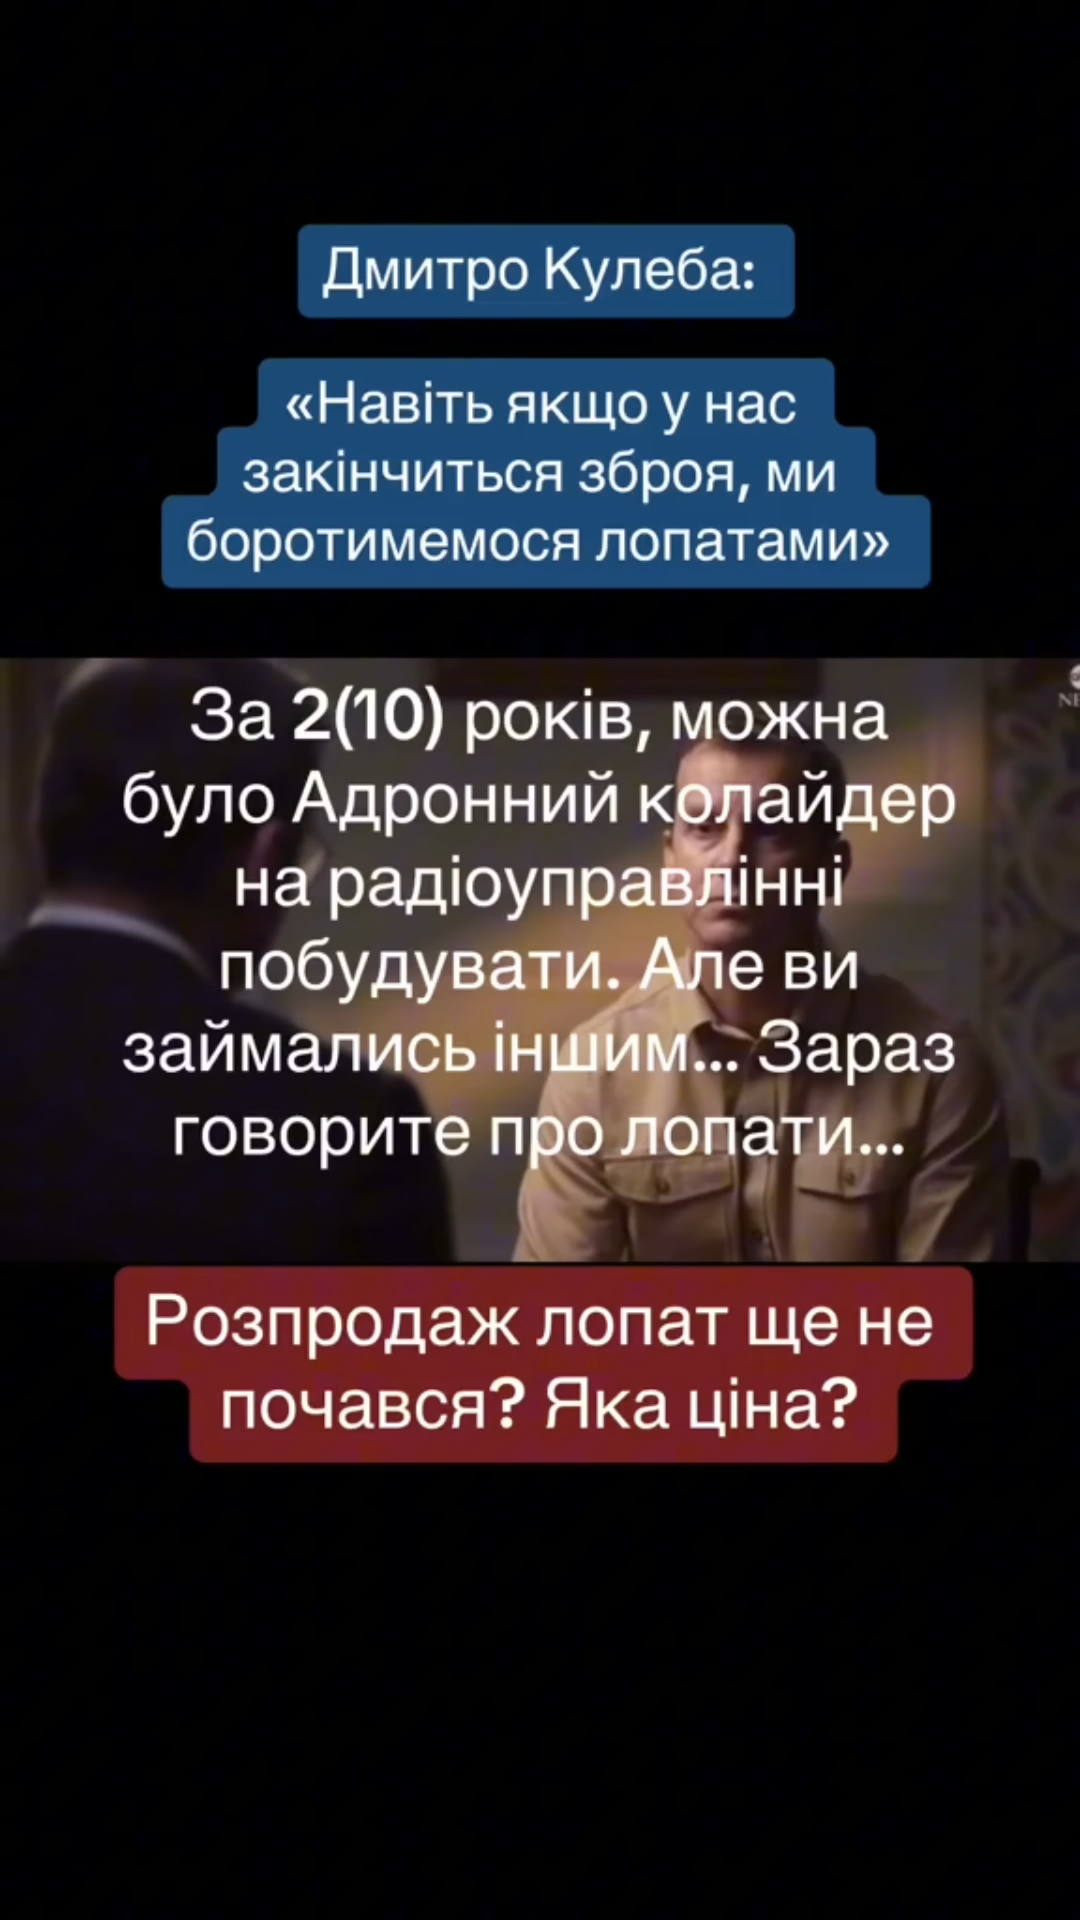 Дмитро Кулеба:
«Навіть якщо у нас
закінчиться зброя, ми
боротимемося лопатами»
За 2(10) років, можна
було Адронний колайдер
на радіоуправлінні
побудувати. Але ви
займались іншим... Зараз
говорите про лопати...
Розпродаж лопат ще не
почався? Яка ціна?